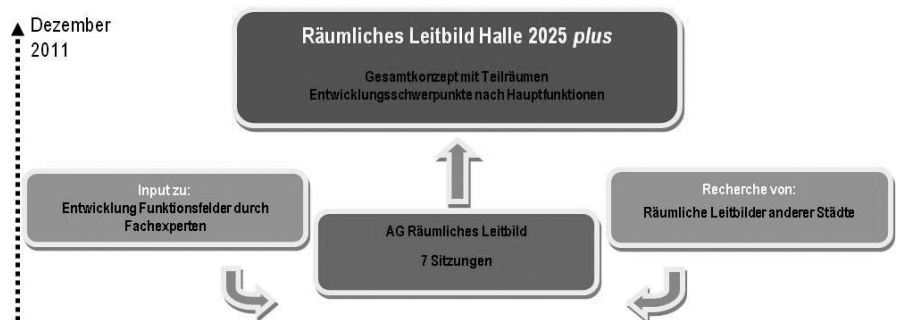 Dezember
2011
Räumliches Leitbild Halle 2025 plus
Gesamtkonzept mit Teilräumen
Entwicklungsschwerpunkte nach Hauptfunktionen
Input zu:
Entwicklung Funktionsfelder durch
Fachexperten
AG Räumliches Leitbild
7 Sitzungen
Recherche von:
Räumliche Leitbilder anderer Städte